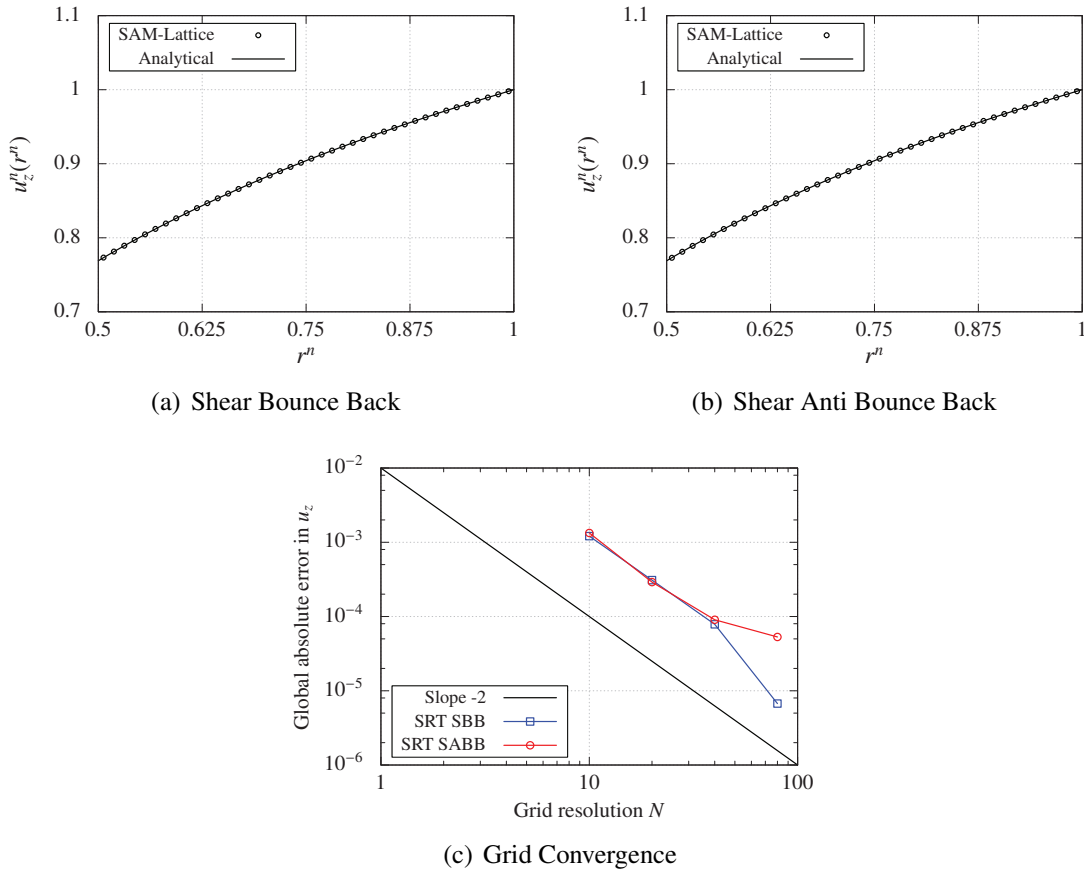 1.1
1
0.9
0.8
0.7
u_z^n(r^n)
SAM-Lattice
Analytical
0.5
0.625
0.75
0.875
1
r^n
(a) Shear Bounce Back
1.1
1
0.9
0.8
0.7
u_z^n(r^n)
SAM-Lattice
Analytical
0.5
0.625
0.75
0.875
1
r^n
(b) Shear Anti Bounce Back
10^{-2}
10^{-3}
10^{-4}
10^{-5}
10^{-6}
Global absolute error in u_z
Slope -2
SRT SBB
SRT SABB
1
10
100
Grid resolution N
(c) Grid Convergence